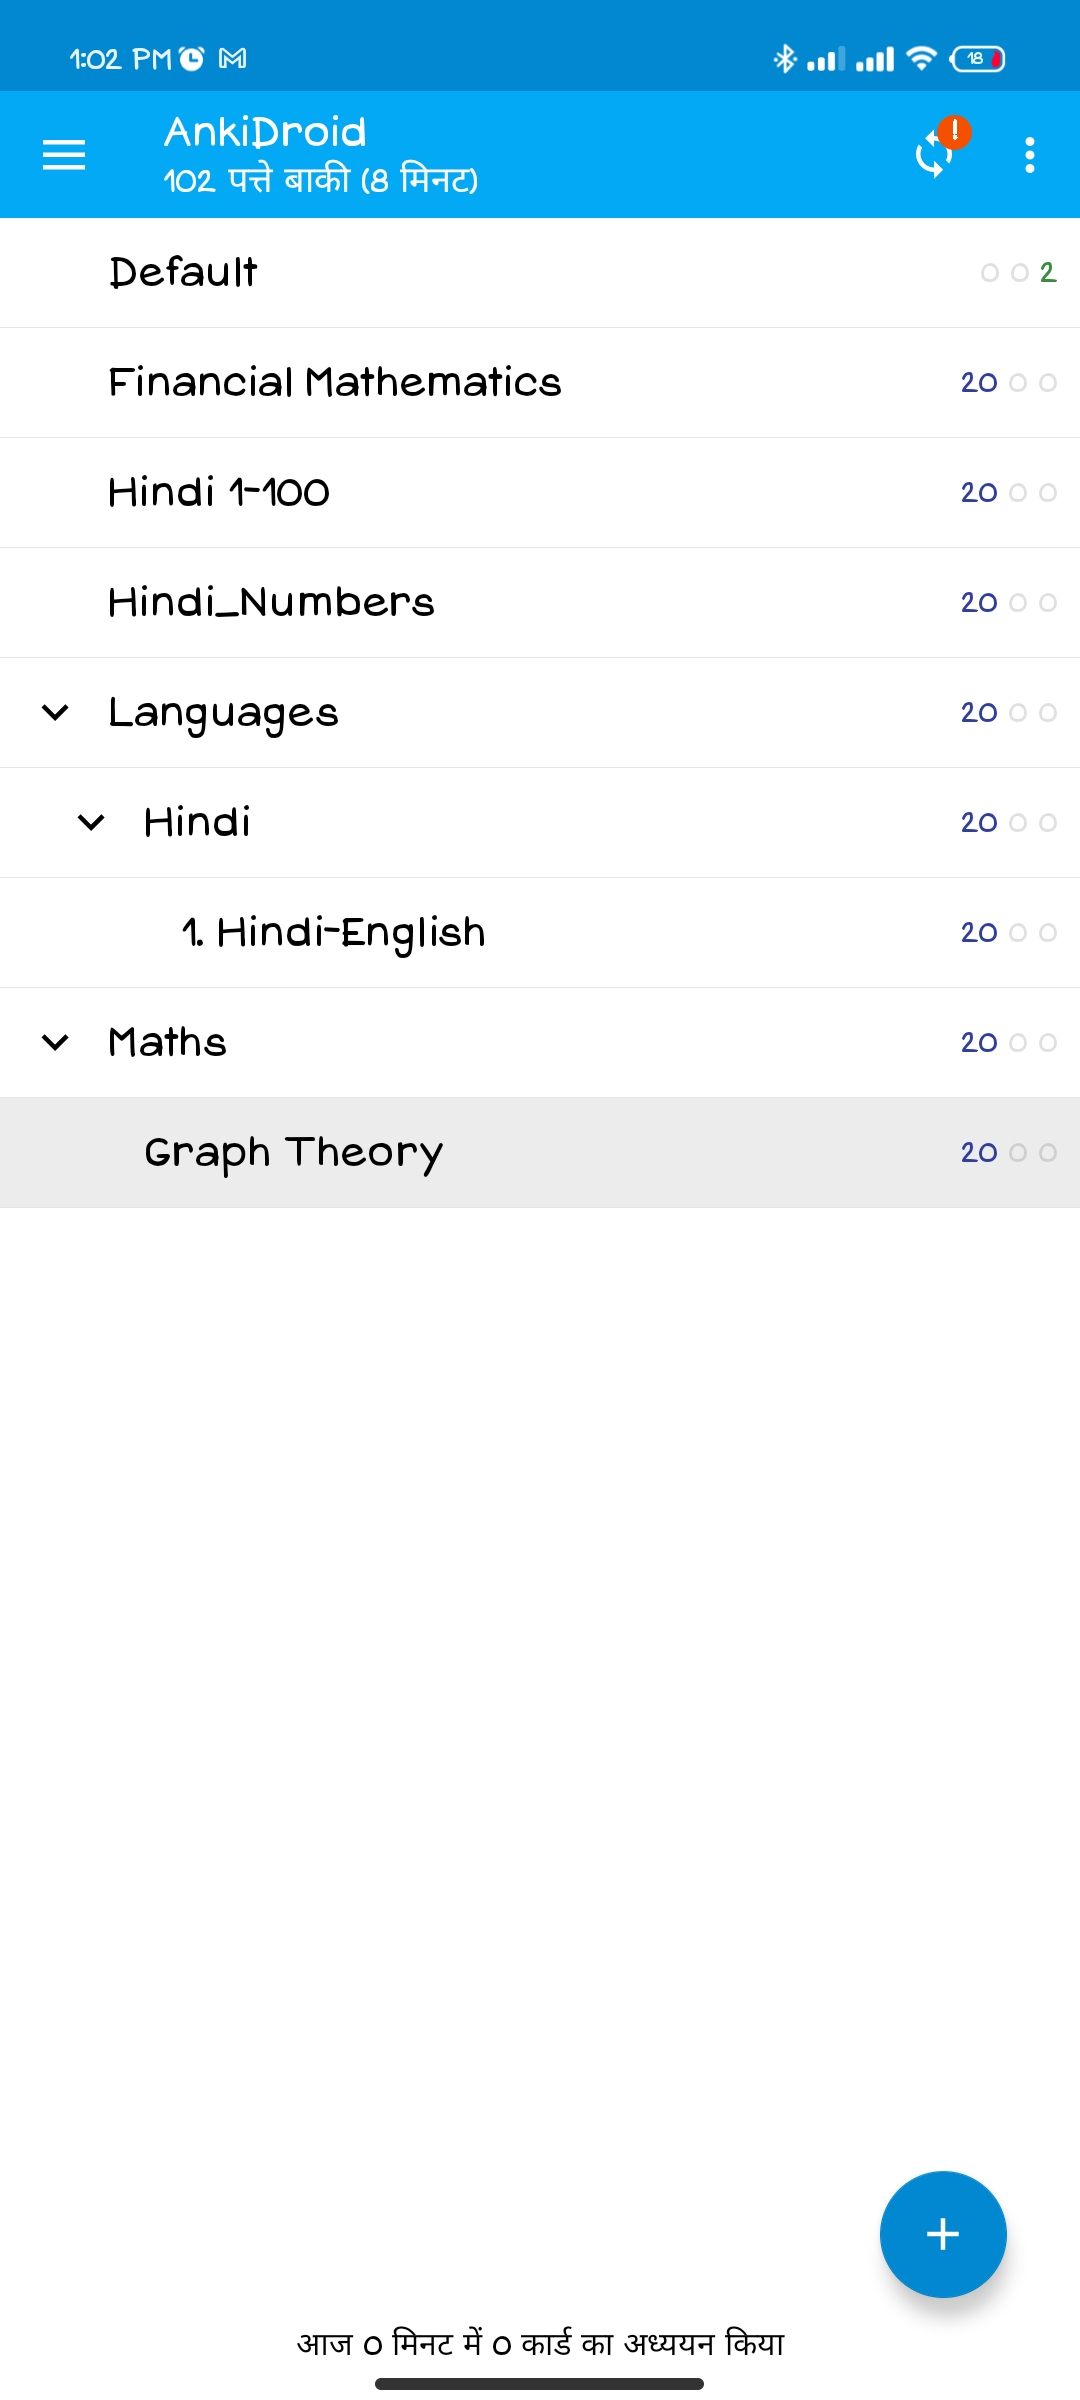 1:02 PM
18
AnkiDroid
102 पत्ते बाकी (8 मिनट)
Default 0 0 2
Financial Mathematics 20 0 0
Hindi 1-100 20 0 0
Hindi_Numbers 20 0 0
Languages 20 0 0
Hindi 20 0 0
1. Hindi-English 20 0 0
Maths 20 0 0
Graph Theory 20 0 0
आज 0 मिनट में 0 कार्ड का अध्ययन किया